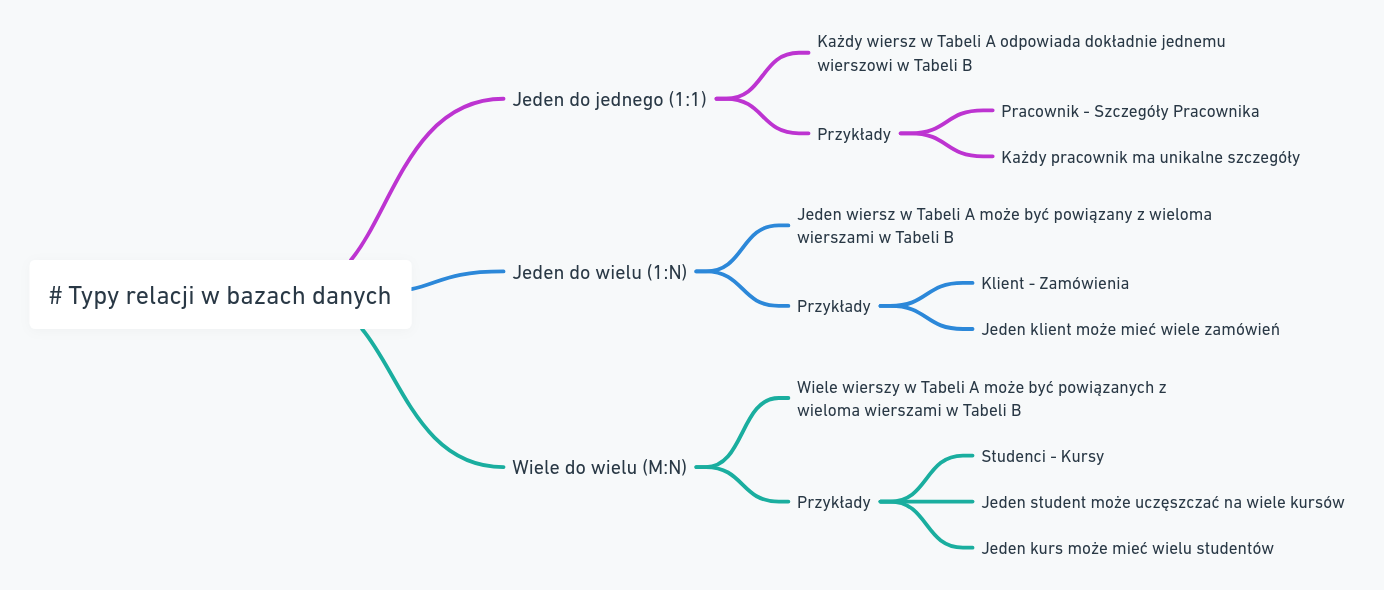 # Typy relacji w bazach danych
Jeden do jednego (1:1)
Każdy wiersz w Tabeli A odpowiada dokładnie jednemu
wierszowi w Tabeli B
Przykłady
Pracownik - Szczegóły Pracownika
Każdy pracownik ma unikalne szczegóły
Jeden do wielu (1:N)
Jeden wiersz w Tabeli A może być powiązany z wieloma
wierszami w Tabeli B
Przykłady
Klient - Zamówienia
Jeden klient może mieć wiele zamówień
Wiele do wielu (M:N)
Wiele wierszy w Tabeli A może być powiązanych z
wieloma wierszami w Tabeli B
Przykłady
Studenci - Kursy
Jeden student może uczęszczać na wiele kursów
Jeden kurs może mieć wielu studentów